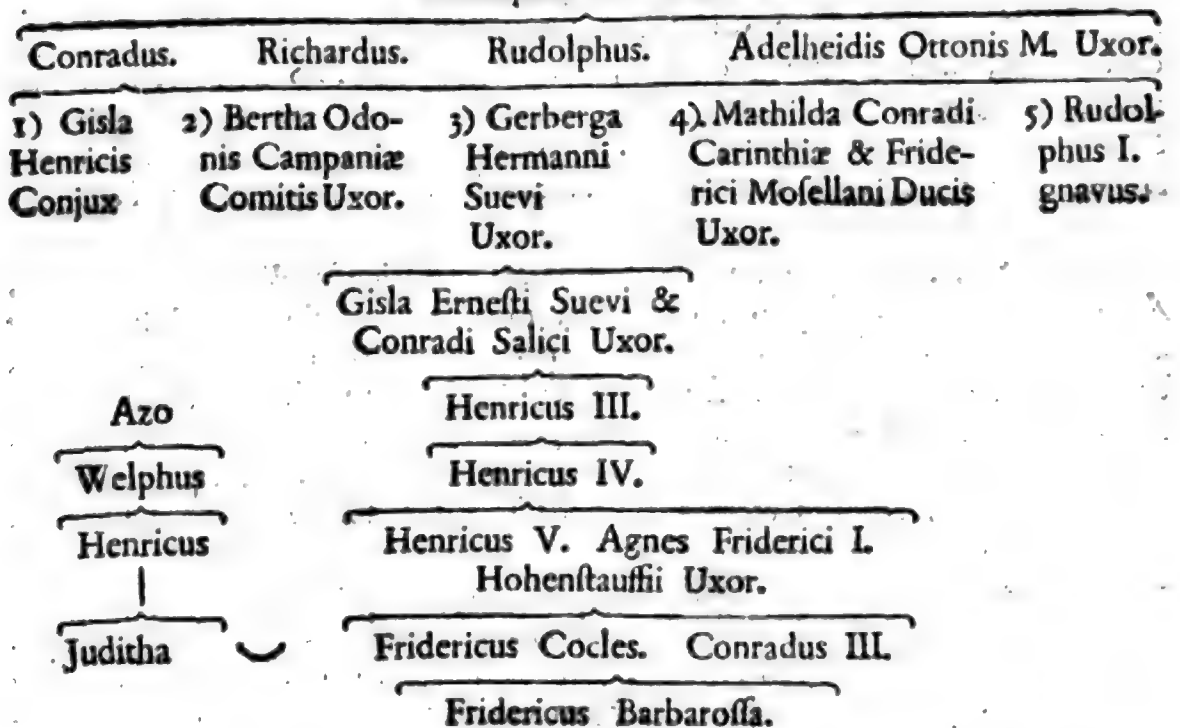 Conradus. Richardus. Rudolphus. Adelheidis Ottonis M. Uxor.
1) Gisla Henricis Conjux
2) Bertha Odo-
nis Campaniæ
Comitis Uxor.
3) Gerberga
Hermanni
Suevi
Uxor.
4) Mathilda Conradi
Carinthiæ & Fride-
rici Moſellani Ducis
Uxor.
5) Rudol-
phus I.
gnavus.
Gisla Erneſti Suevi &
Conradi Salici Uxor.
Azo Henricus III.
Welphus Henricus IV.
Henricus Henricus V. Agnes Friderici I.
Hohenſtauffii Uxor.
Juditha Fridericus Cocles. Conradus III.
Fridericus Barbaroſſa.